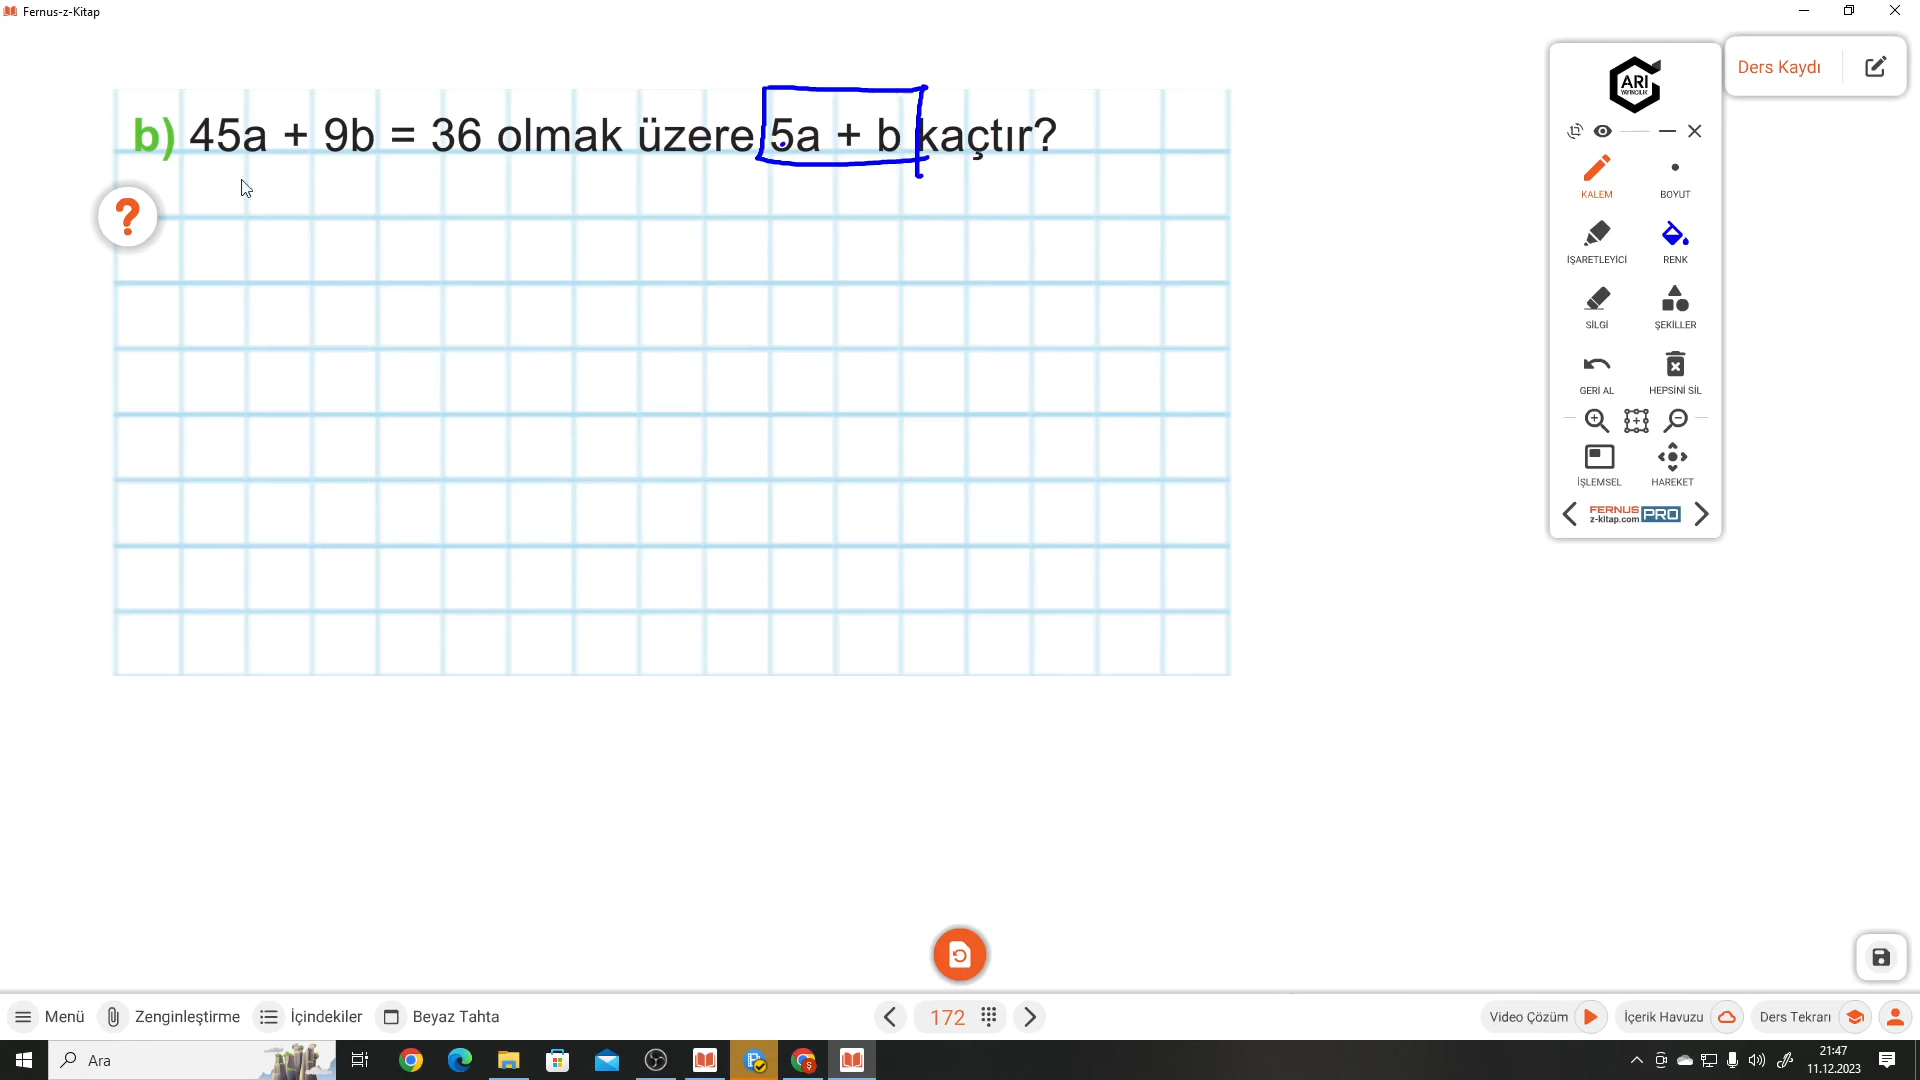 Fernus-z-Kitap
Ders Kaydı
ARI
YAYINCILIK
b) 45a + 9b = 36 olmak üzere 5a + b kaçtır?
?
KALEM
BOYUT
İŞARETLEYİCİ
RENK
SİLGİ
ŞEKİLLER
GERİ AL
HEPSİNİ SİL
İŞLEMSEL
HAREKET
FERNUS
z-kitap.com
PRO
Menü
Zenginleştirme
İçindekiler
Beyaz Tahta
172
Video Çözüm
İçerik Havuzu
Ders Tekrarı
Ara
21:47
11.12.2023